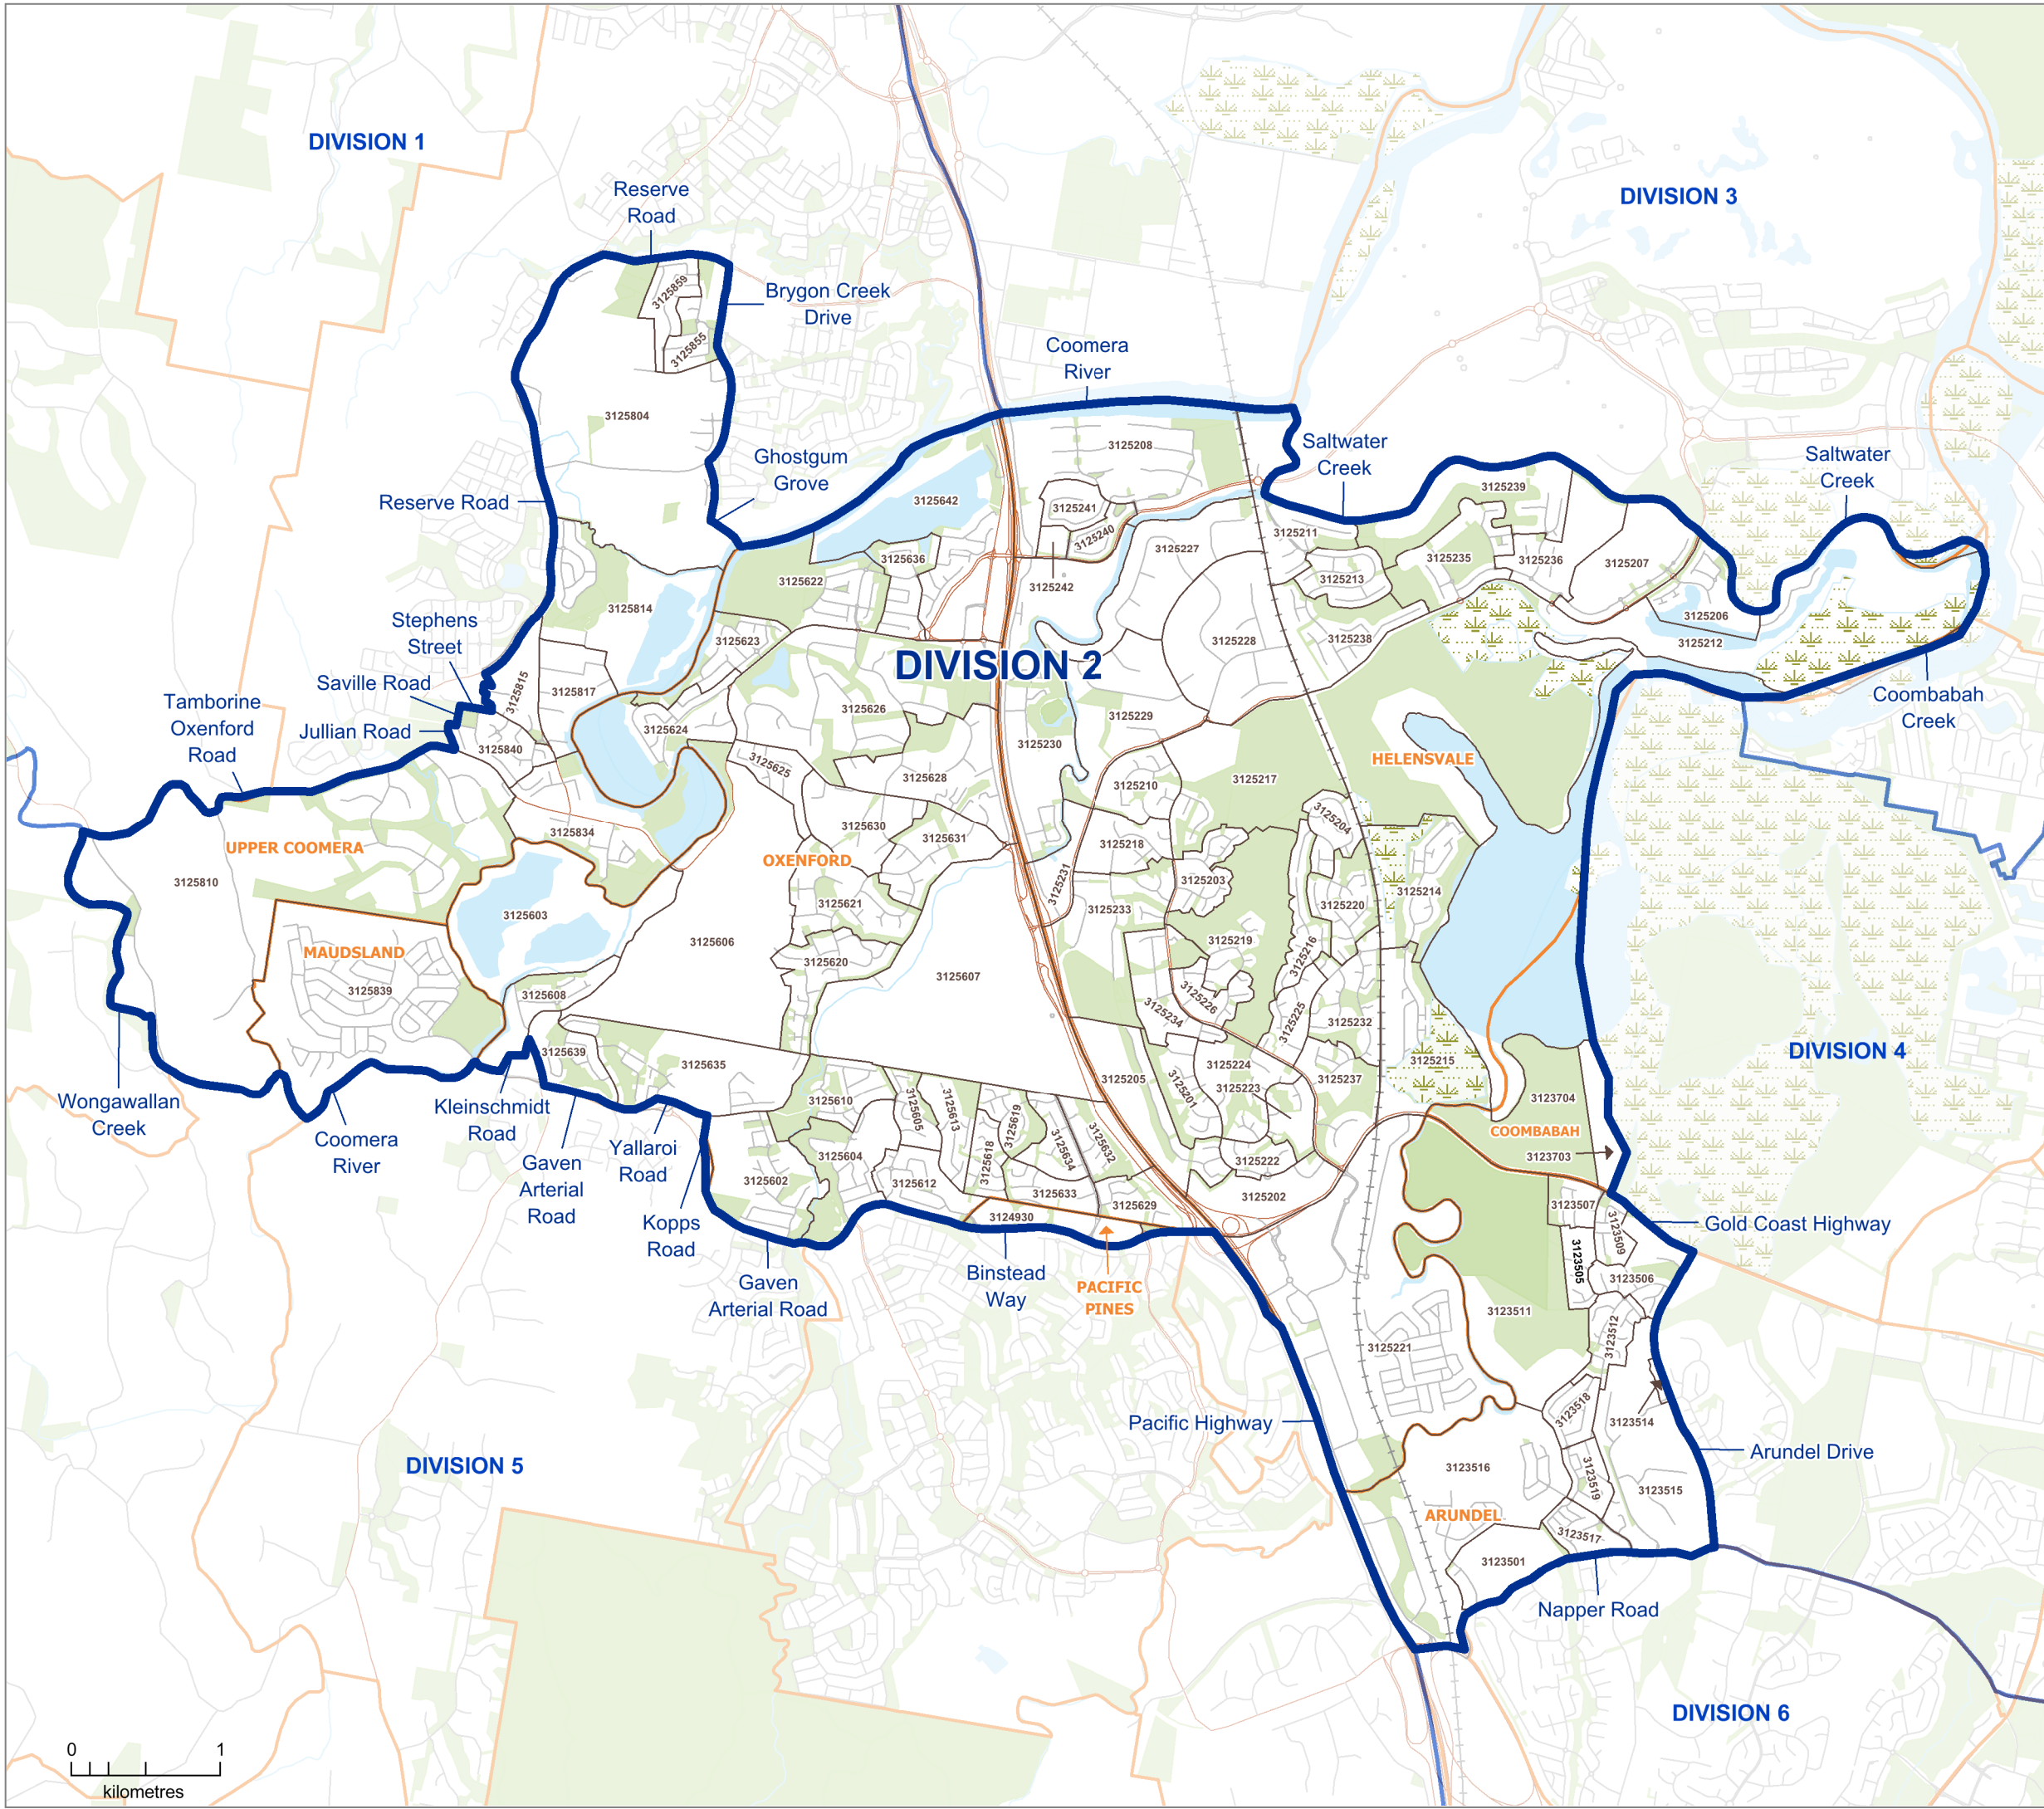 DIVISION 1
Reserve
Road
DIVISION 3
3125859
Brygon Creek
Drive
3125855
Coomera
River
3125804
Saltwater
Creek
3125208
Ghostgum
Grove
Saltwater
Creek
3125239
Reserve Road
3125642
3125241
3125240
3125211
3125227
3125636
3125235
3125236
3125207
3125622
3125242
3125213
3125814
3125206
Stephens
Street
3125623
3125228
3125238
3125212
DIVISION 2
Saville Road
3125815
3125817
Tamborine
Oxenford
Road
Jullian Road
3125626
3125229
Coombabah
Creek
3125840
3125624
3125230
3125625
3125628
3125210
3125217
HELENSVALE
3125834
3125630
3125631
3125218
3125204
UPPER COOMERA
OXENFORD
3125810
3125231
3125203
3125214
3125603
3125621
3125233
3125220
MAUDSLAND
3125606
3125219
3125216
3125839
3125620
3125607
3125608
3125226
3125234
3125225
3125232
3125639
3125635
3125224
3125215
DIVISION 4
3125205
3125201
3125223
3125237
Wongawallan
Creek
Coomera
River
Kleinschmidt
Road
3125610
3125605
3125613
3125619
3123704
COOMBABAH
Gaven
Arterial
Road
Yallaroi
Road
3125604
3125618
3125634
3125632
3125222
3123703
3125602
3125612
3125633
3125629
3125202
3123507
3123509
Kopps
Road
3124930
Gold Coast Highway
3123505
3123506
Gaven
Arterial Road
Binstead
Way
PACIFIC
PINES
3123511
3123512
3125221
Pacific Highway
3123518
3123514
DIVISION 5
3123516
3123519
Arundel Drive
3123515
ARUNDEL
3123517
3123501
Napper Road
DIVISION 6
0 1
kilometres